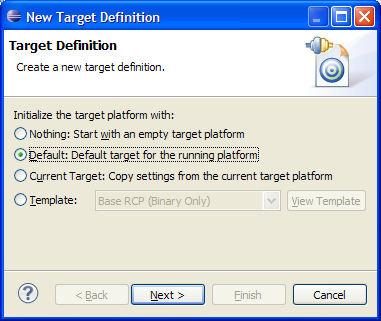 New Target Definition
Target Definition
Create a new target definition.
Initialize the target platform with:
Nothing: Start with an empty target platform
Default: Default target for the running platform
Current Target: Copy settings from the current target platform
Template: Base RCP (Binary Only) View Template
? < Back Next > Finish Cancel